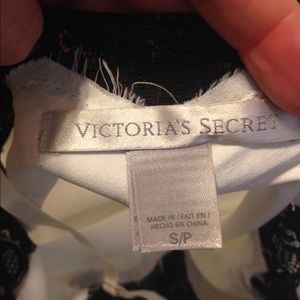 VICTORIA'S SECRET
MADE IN / FAIT EN /
HECHO EN CHINA
S/P